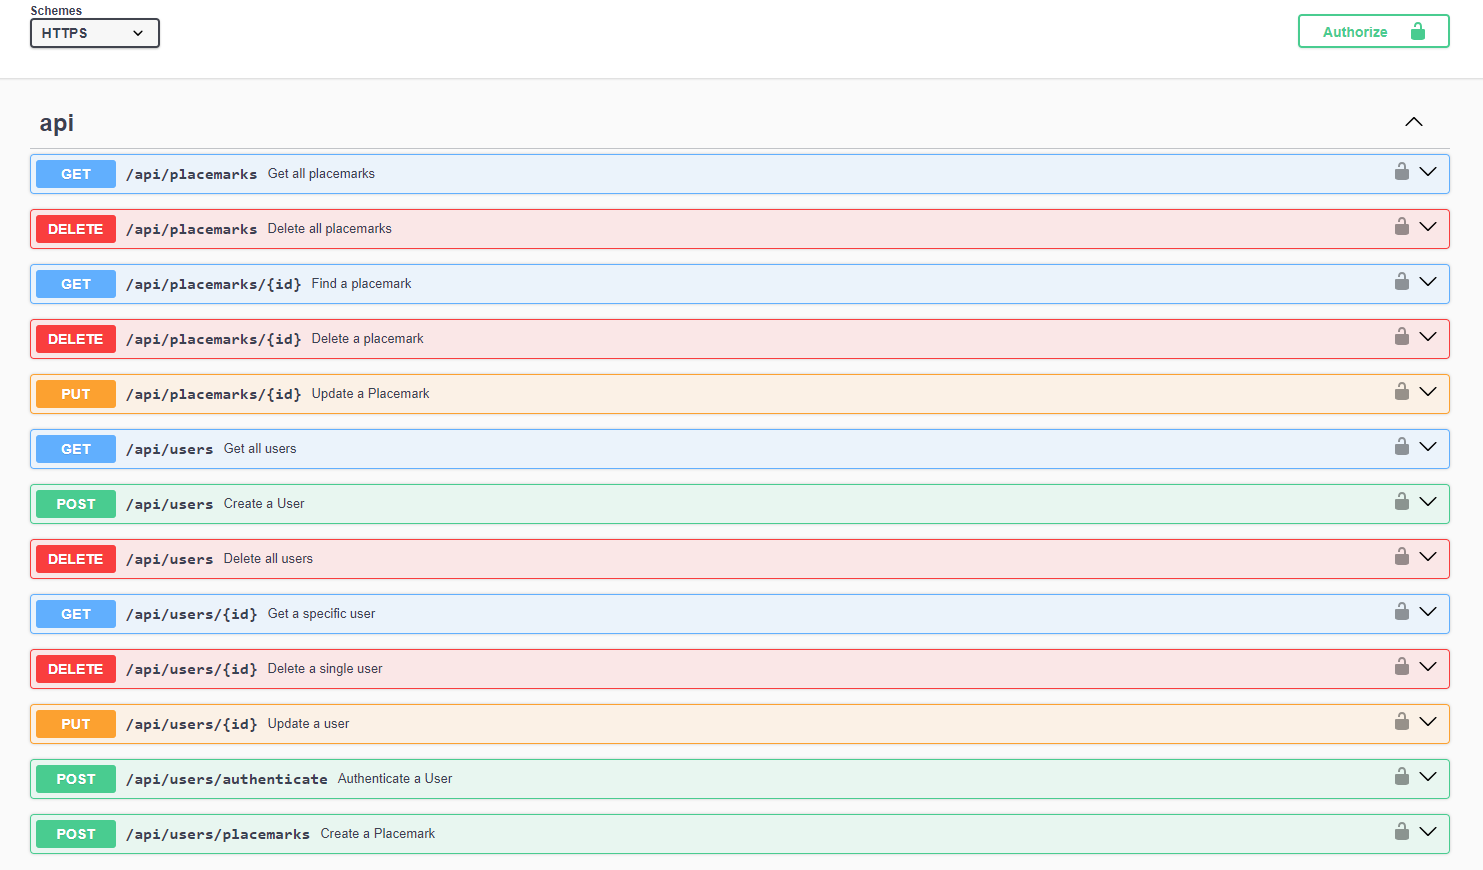 Schemes
HTTPS
Authorize
api
GET /api/placemarks Get all placemarks
DELETE /api/placemarks Delete all placemarks
GET /api/placemarks/{id} Find a placemark
DELETE /api/placemarks/{id} Delete a placemark
PUT /api/placemarks/{id} Update a Placemark
GET /api/users Get all users
POST /api/users Create a User
DELETE /api/users Delete all users
GET /api/users/{id} Get a specific user
DELETE /api/users/{id} Delete a single user
PUT /api/users/{id} Update a user
POST /api/users/authenticate Authenticate a User
POST /api/users/placemarks Create a Placemark